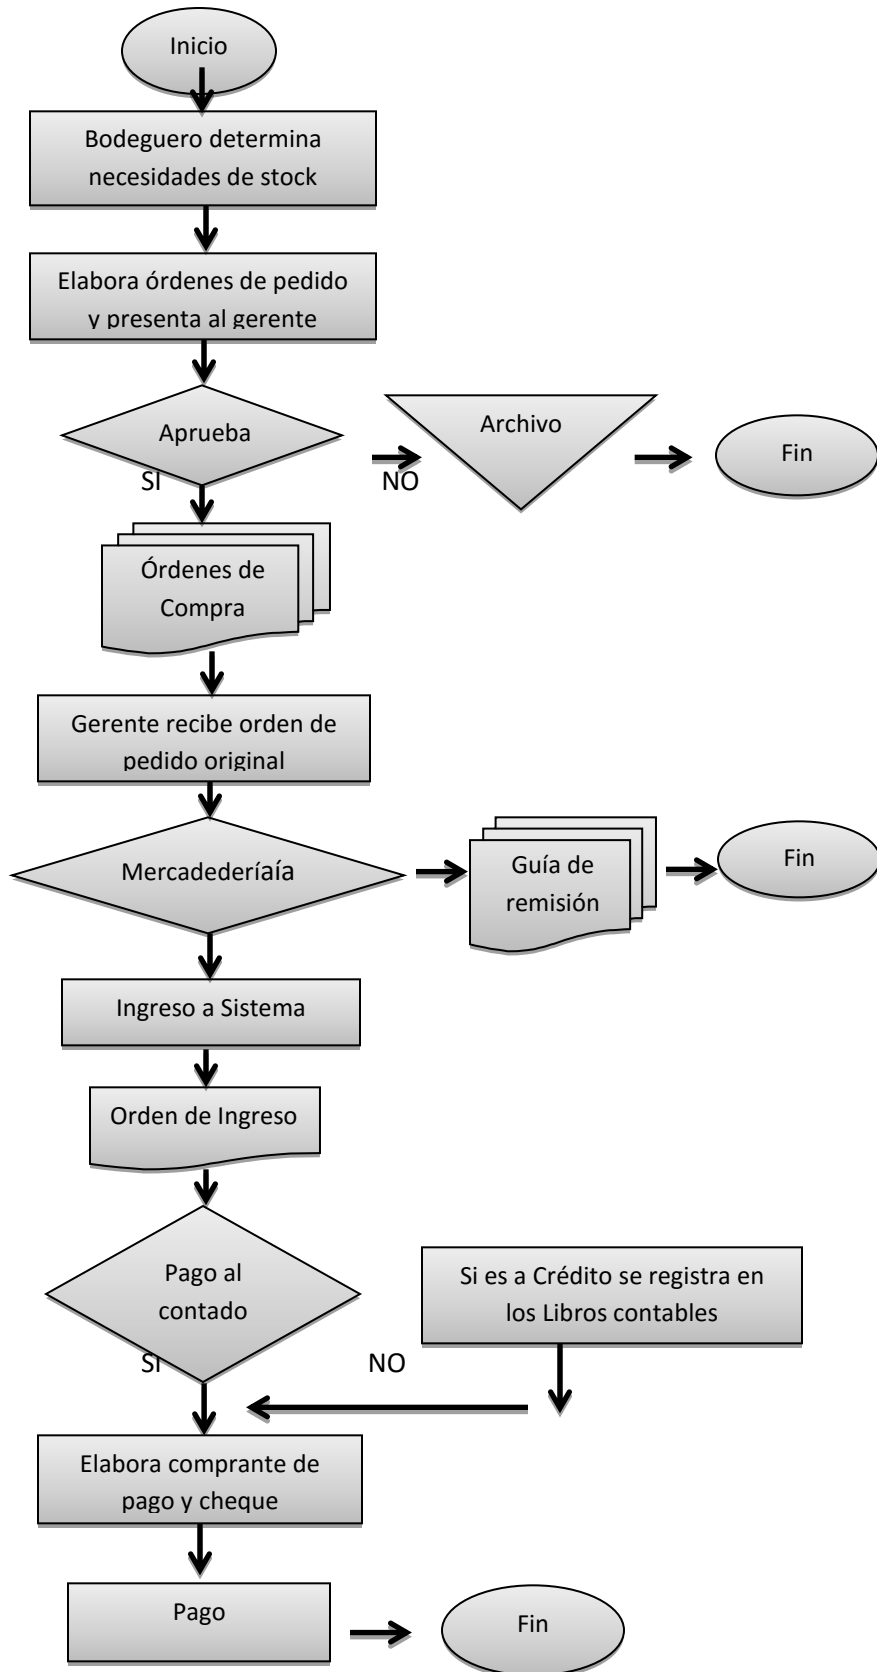 Inicio
Bodeguero determina
necesidades de stock
Elabora órdenes de pedido
y presenta al gerente
Aprueba
Archivo
Fin
SI
NO
Órdenes de
Compra
Gerente recibe orden de
pedido original
Mercadederíaía
Guía de
remisión
Fin
Ingreso a Sistema
Orden de Ingreso
Pago al
contado
Si es a Crédito se registra en
los Libros contables
SI
NO
Elabora comprante de
pago y cheque
Pago
Fin